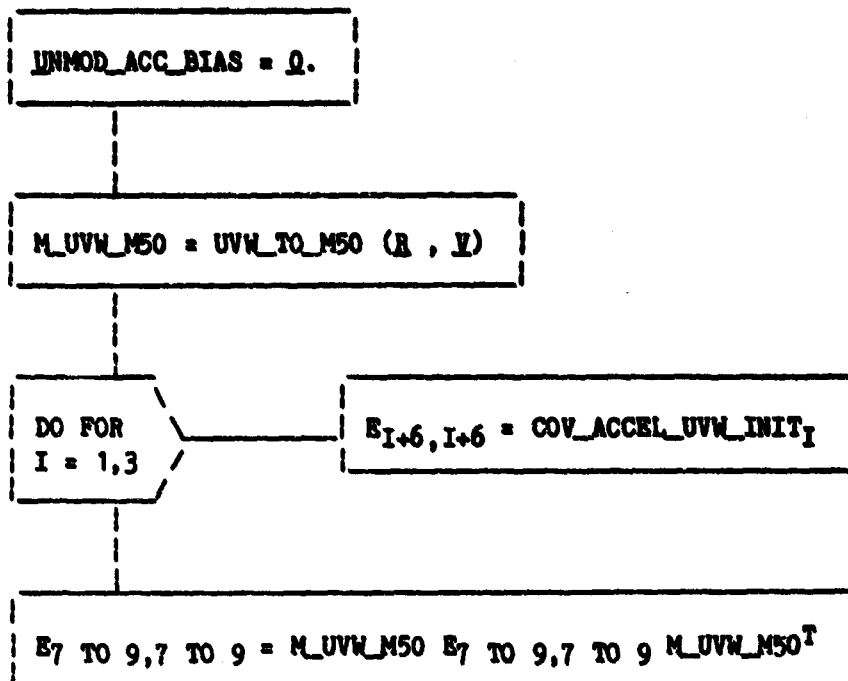 UNMOD_ACC_BIAS = 0.
M_UVW_M50 = UVW_TO_M50 (R , V)
DO FOR
I = 1,3
E_{I+6,I+6} = COV_ACCEL_UVW_INIT_I
E_{7 TO 9,7 TO 9} = M_UVW_M50 E_{7 TO 9,7 TO 9} M_UVW_M50^T